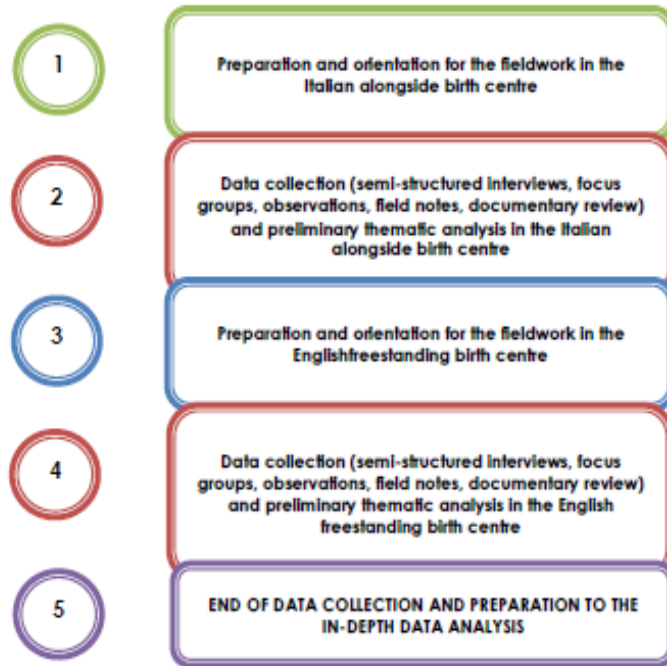 1
Preparation and orientation for the fieldwork in the
Italian alongside birth centre
2
Data collection (semi-structured interviews, focus
groups, observations, field notes, documentary review)
and preliminary thematic analysis in the Italian
alongside birth centre
3
Preparation and orientation for the fieldwork in the
Englishfreestanding birth centre
4
Data collection (semi-structured interviews, focus
groups, observations, field notes, documentary review)
and preliminary thematic analysis in the English
freestanding birth centre
5
END OF DATA COLLECTION AND PREPARATION TO THE
IN-DEPTH DATA ANALYSIS